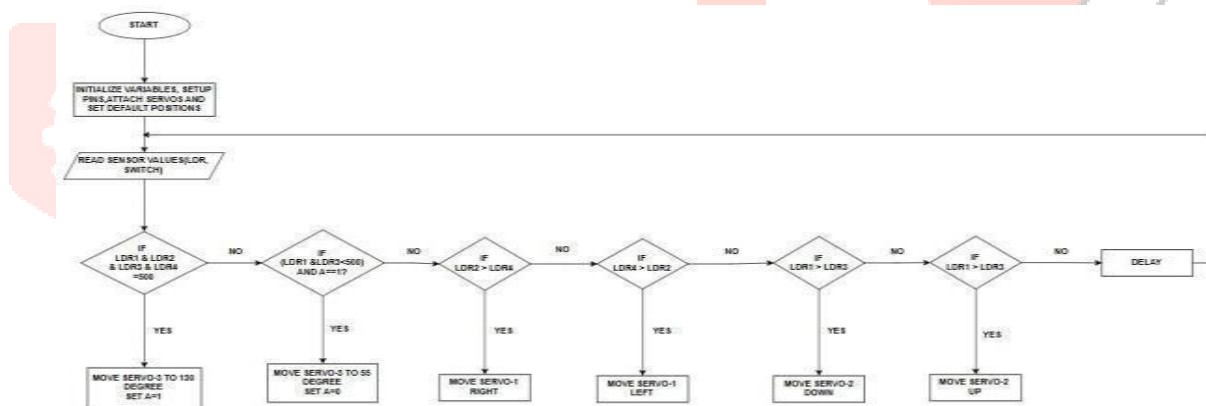 START
INITIALIZE VARIABLES, SETUP
PINS,ATTACH SERVOS AND
SET DEFAULT POSITIONS
READ SENSOR VALUES(LDR,
SWITCH)
IF
LDR1 & LDR2
& LDR3 & LDR4
=500
NO
IF
(LDR1 &LDR3<500)
AND A==1?
NO
IF
LDR2 > LDR4
NO
IF
LDR4 > LDR2
NO
IF
LDR1 > LDR3
NO
IF
LDR1 > LDR3
NO
DELAY
YES
YES
YES
YES
YES
YES
MOVE SERVO-3 TO 130
DEGREE
SET A=1
MOVE SERVO-3 TO 55
DEGREE
SET A=0
MOVE SERVO-1
RIGHT
MOVE SERVO-1
LEFT
MOVE SERVO-2
DOWN
MOVE SERVO-2
UP